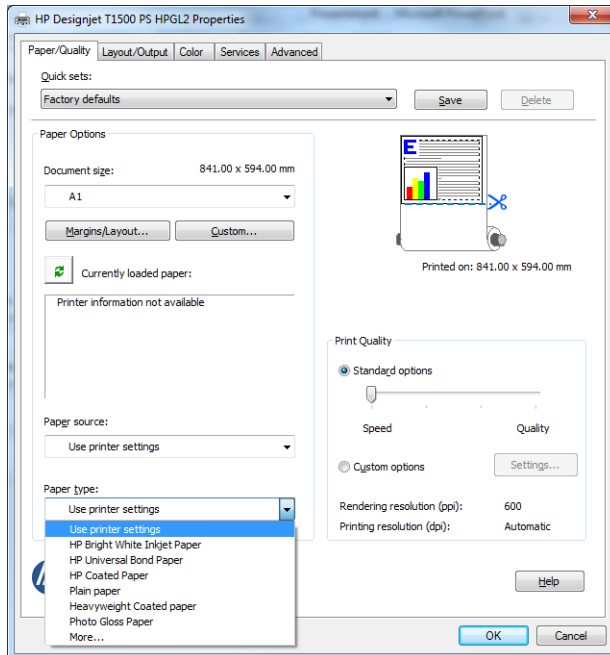 HP Designjet T1500 PS HPGL2 Properties
Paper/Quality Layout/Output Color Services Advanced
Quick sets:
Factory defaults
Save
Delete
Paper Options
Document size:
841.00 x 594.00 mm
A1
Margins/Layout...
Custom...
Currently loaded paper:
Printer information not available
E
Printed on: 841.00 x 594.00 mm
Print Quality
Standard options
Speed
Quality
Custom options
Settings...
Rendering resolution (ppi): 600
Printing resolution (dpi): Automatic
Paper source:
Use printer settings
Paper type:
Use printer settings
Use printer settings
HP Bright White Inkjet Paper
HP Universal Bond Paper
HP Coated Paper
Plain paper
Heavyweight Coated paper
Photo Gloss Paper
More...
Help
OK
Cancel